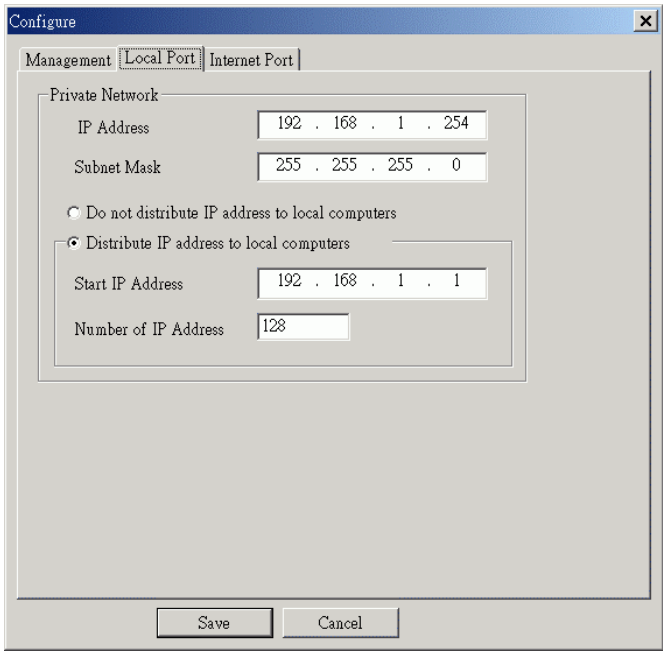 Configure
Management Local Port Internet Port
Private Network
IP Address 192 . 168 . 1 . 254
Subnet Mask 255 . 255 . 255 . 0
Do not distribute IP address to local computers
Distribute IP address to local computers
Start IP Address 192 . 168 . 1 . 1
Number of IP Address 128
Save Cancel